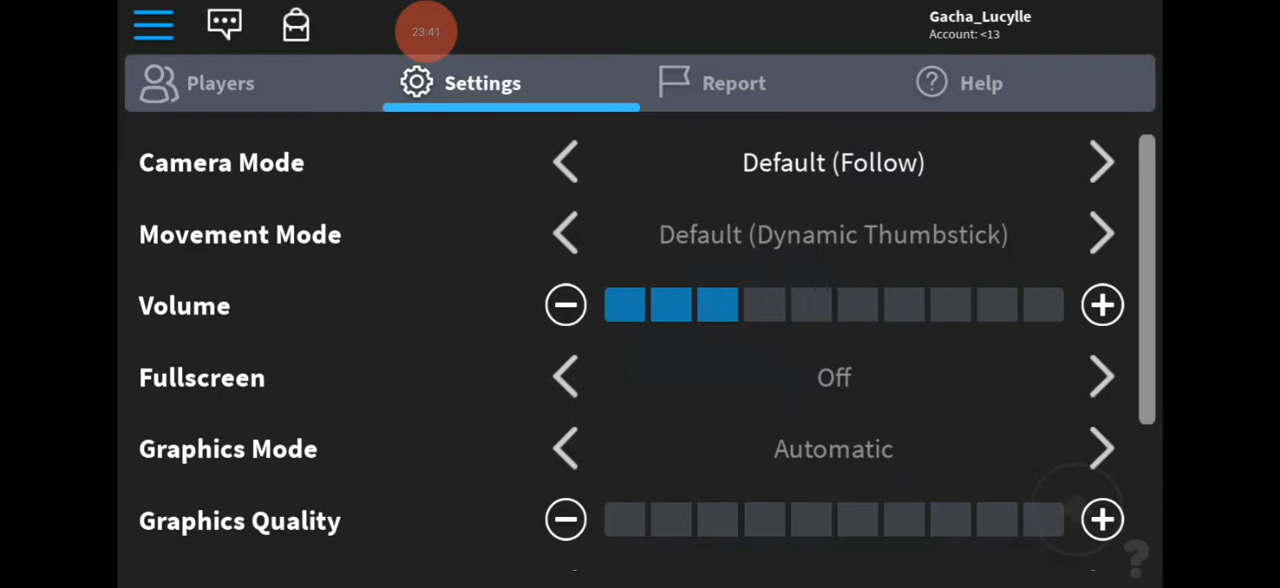 23:41
Gacha_Lucylle
Account: <13
Players
Settings
Report
? Help
Camera Mode
Default (Follow)
Movement Mode
Default (Dynamic Thumbstick)
Volume
Fullscreen
Off
Graphics Mode
Automatic
Graphics Quality
?